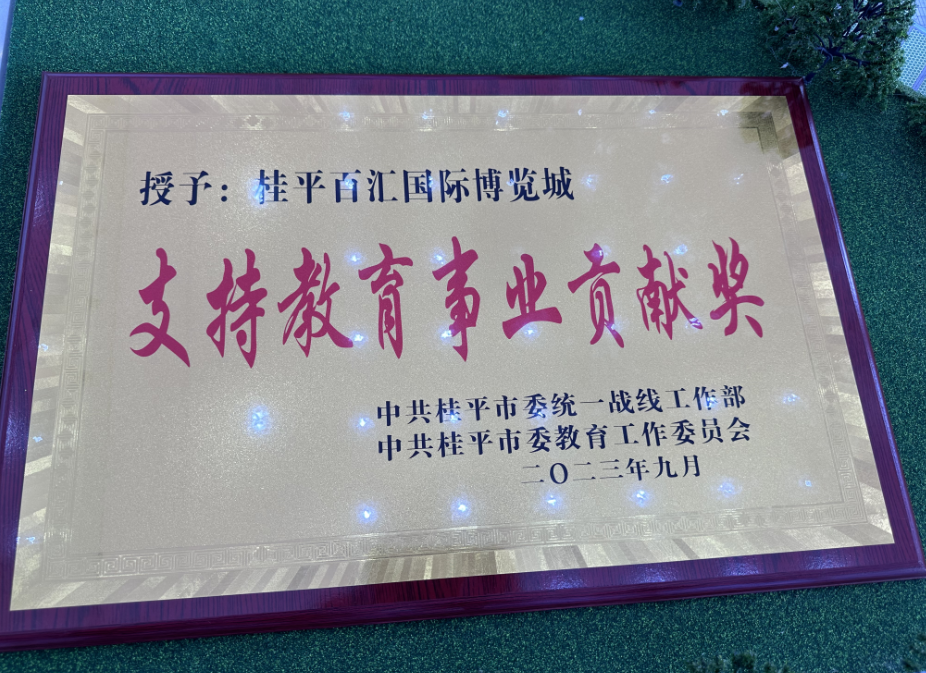 授予：桂平百汇国际博览城
支持教育事业贡献奖
中共桂平市委统一战线工作部
中共桂平市委教育工作委员会
二〇二三年九月